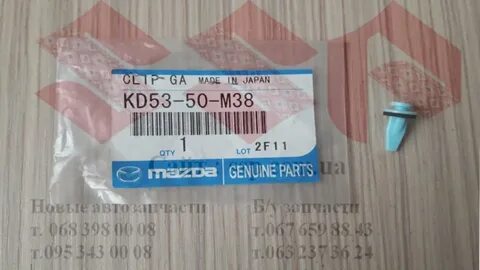 CLIP-GA MADE IN JAPAN
KD53-50-M38
1
QTY LOT 2F11
mazda GENUINE PARTS
Новые автозапчасти Б/у запчасти
т. 068 398 00 08 т.067 659 88 43
т.095 343 00 08 т.063 237 36 24